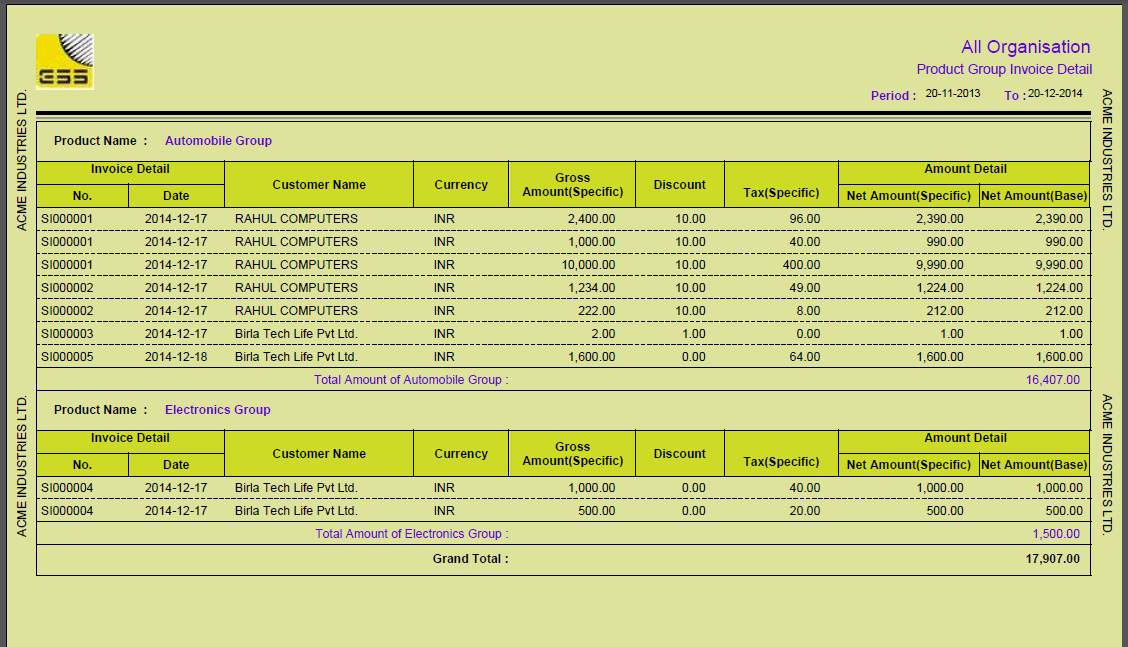 GSS
All Organisation
Product Group Invoice Detail
Period : 20-11-2013 To : 20-12-2014
ACME INDUSTRIES LTD.
ACME INDUSTRIES LTD.
Product Name : Automobile Group
Invoice Detail Customer Name Currency Gross Amount(Specific) Discount Tax(Specific) Amount Detail
No. Date Net Amount(Specific) Net Amount(Base)
SI000001 2014-12-17 RAHUL COMPUTERS INR 2,400.00 10.00 96.00 2,390.00 2,390.00
SI000001 2014-12-17 RAHUL COMPUTERS INR 1,000.00 10.00 40.00 990.00 990.00
SI000001 2014-12-17 RAHUL COMPUTERS INR 10,000.00 10.00 400.00 9,990.00 9,990.00
SI000002 2014-12-17 RAHUL COMPUTERS INR 1,234.00 10.00 49.00 1,224.00 1,224.00
SI000002 2014-12-17 RAHUL COMPUTERS INR 222.00 10.00 8.00 212.00 212.00
SI000003 2014-12-17 Birla Tech Life Pvt Ltd. INR 2.00 1.00 0.00 1.00 1.00
SI000005 2014-12-18 Birla Tech Life Pvt Ltd. INR 1,600.00 0.00 64.00 1,600.00 1,600.00
Total Amount of Automobile Group : 16,407.00
ACME INDUSTRIES LTD.
ACME INDUSTRIES LTD.
Product Name : Electronics Group
Invoice Detail Customer Name Currency Gross Amount(Specific) Discount Tax(Specific) Amount Detail
No. Date Net Amount(Specific) Net Amount(Base)
SI000004 2014-12-17 Birla Tech Life Pvt Ltd. INR 1,000.00 0.00 40.00 1,000.00 1,000.00
SI000004 2014-12-17 Birla Tech Life Pvt Ltd. INR 500.00 0.00 20.00 500.00 500.00
Total Amount of Electronics Group : 1,500.00
Grand Total : 17,907.00